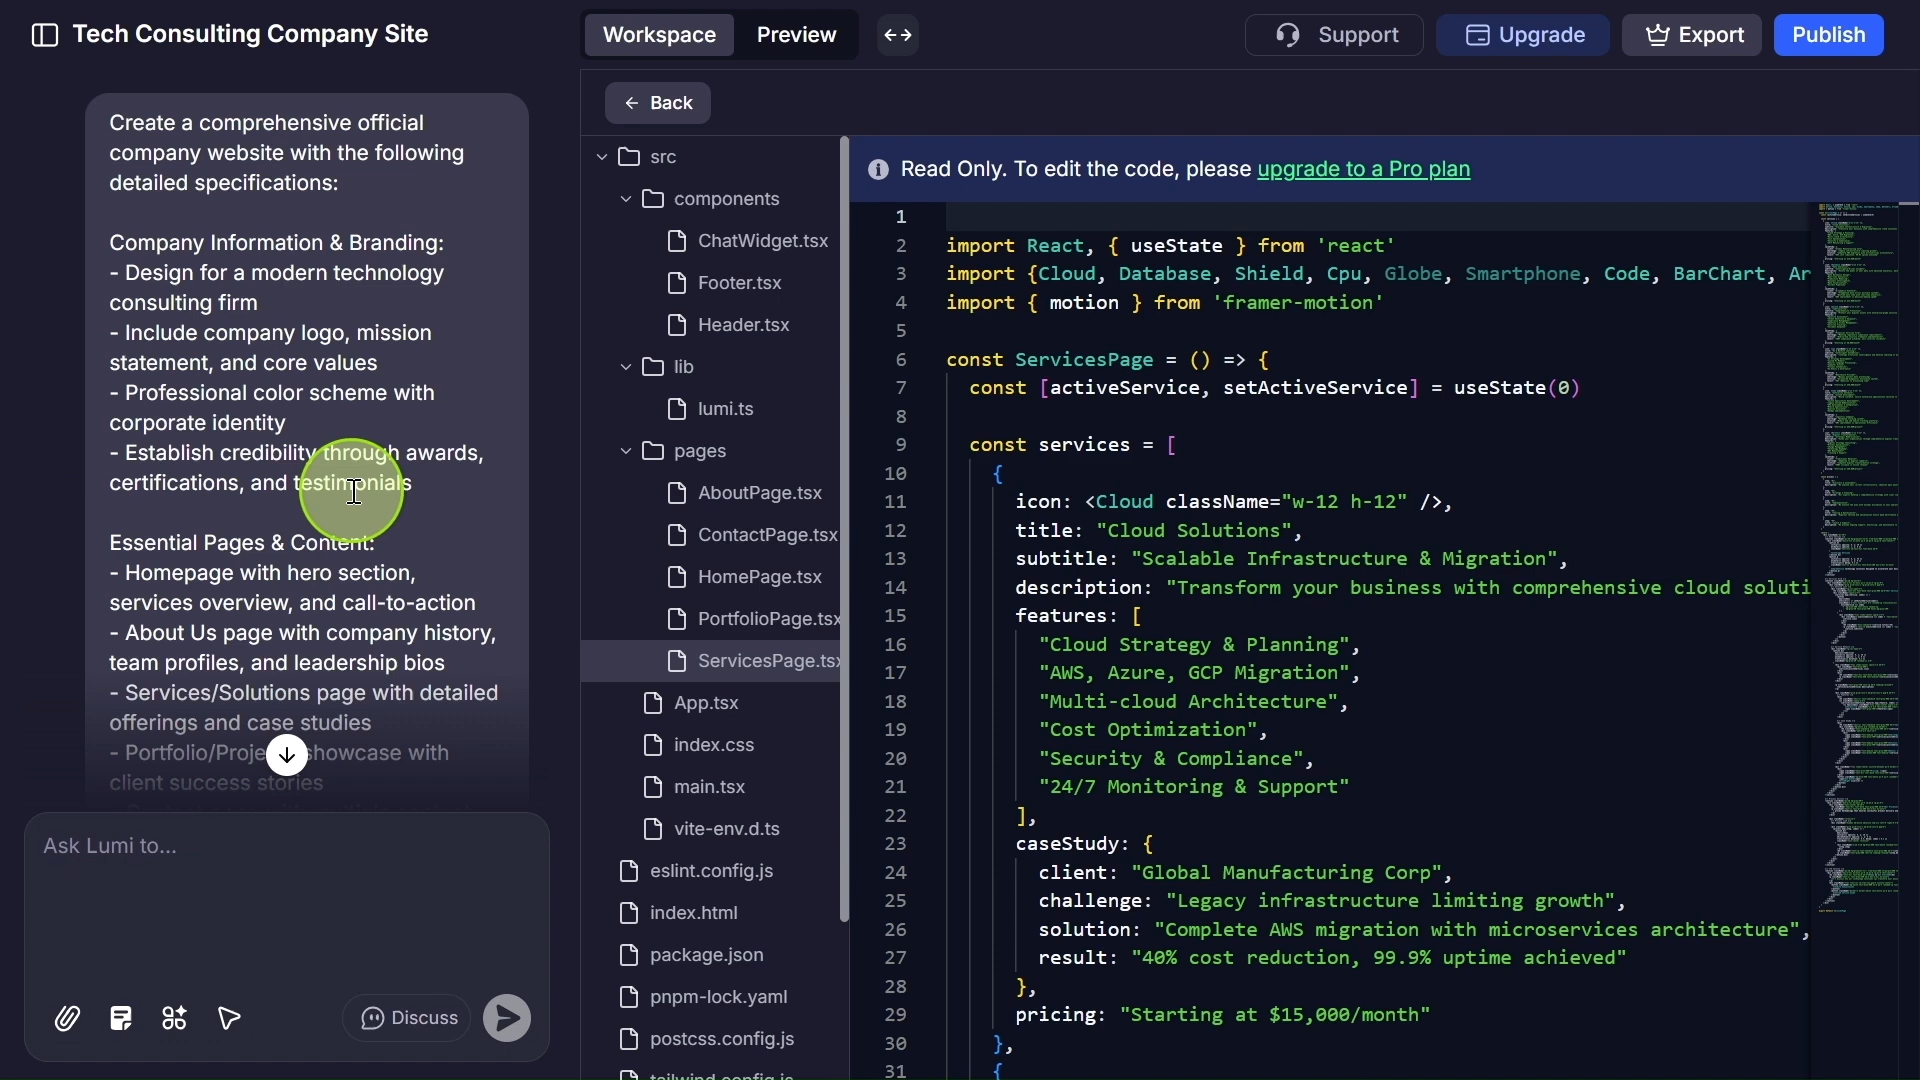 Tech Consulting Company Site
Workspace
Preview
Support
Upgrade
Export
Publish
Create a comprehensive official
company website with the following
detailed specifications:
Company Information & Branding:
- Design for a modern technology
consulting firm
- Include company logo, mission
statement, and core values
- Professional color scheme with
corporate identity
- Establish credibility through awards,
certifications, and testimonials
Essential Pages & Content:
- Homepage with hero section,
services overview, and call-to-action
- About Us page with company history,
team profiles, and leadership bios
- Services/Solutions page with detailed
offerings and case studies
- Portfolio/Proje showcase with
client success stories
Ask Lumi to...
Discuss
Back
src
components
ChatWidget.tsx
Footer.tsx
Header.tsx
lib
lumi.ts
pages
AboutPage.tsx
ContactPage.tsx
HomePage.tsx
PortfolioPage.tsx
ServicesPage.tsx
App.tsx
index.css
main.tsx
vite-env.d.ts
eslint.config.js
index.html
package.json
pnpm-lock.yaml
postcss.config.js
tailwind.config.js
Read Only. To edit the code, please upgrade to a Pro plan
1
2 import React, { useState } from 'react'
3 import {Cloud, Database, Shield, Cpu, Globe, Smartphone, Code, BarChart, Ar
4 import { motion } from 'framer-motion'
5
6 const ServicesPage = () => {
7 const [activeService, setActiveService] = useState(0)
8
9 const services = [
10 {
11 icon: <Cloud className="w-12 h-12" />,
12 title: "Cloud Solutions",
13 subtitle: "Scalable Infrastructure & Migration",
14 description: "Transform your business with comprehensive cloud soluti
15 features: [
16 "Cloud Strategy & Planning",
17 "AWS, Azure, GCP Migration",
18 "Multi-cloud Architecture",
19 "Cost Optimization",
20 "Security & Compliance",
21 "24/7 Monitoring & Support"
22 ],
23 caseStudy: {
24 client: "Global Manufacturing Corp",
25 challenge: "Legacy infrastructure limiting growth",
26 solution: "Complete AWS migration with microservices architecture",
27 result: "40% cost reduction, 99.9% uptime achieved"
28 },
29 pricing: "Starting at $15,000/month"
30 },
31 {